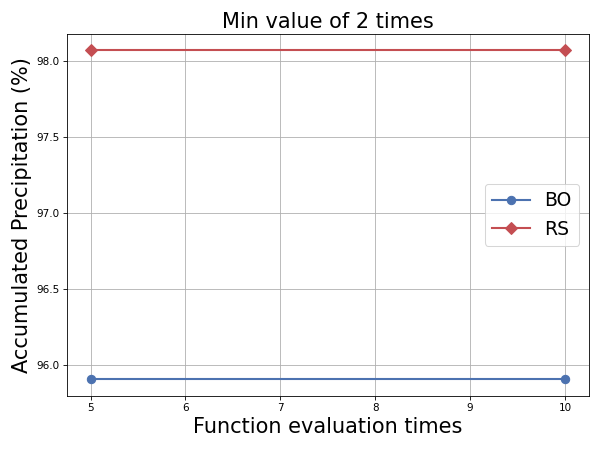 Min value of 2 times
Accumulated Precipitation (%)
98.0
97.5
97.0
96.5
96.0
BO
RS
5 6 7 8 9 10
Function evaluation times